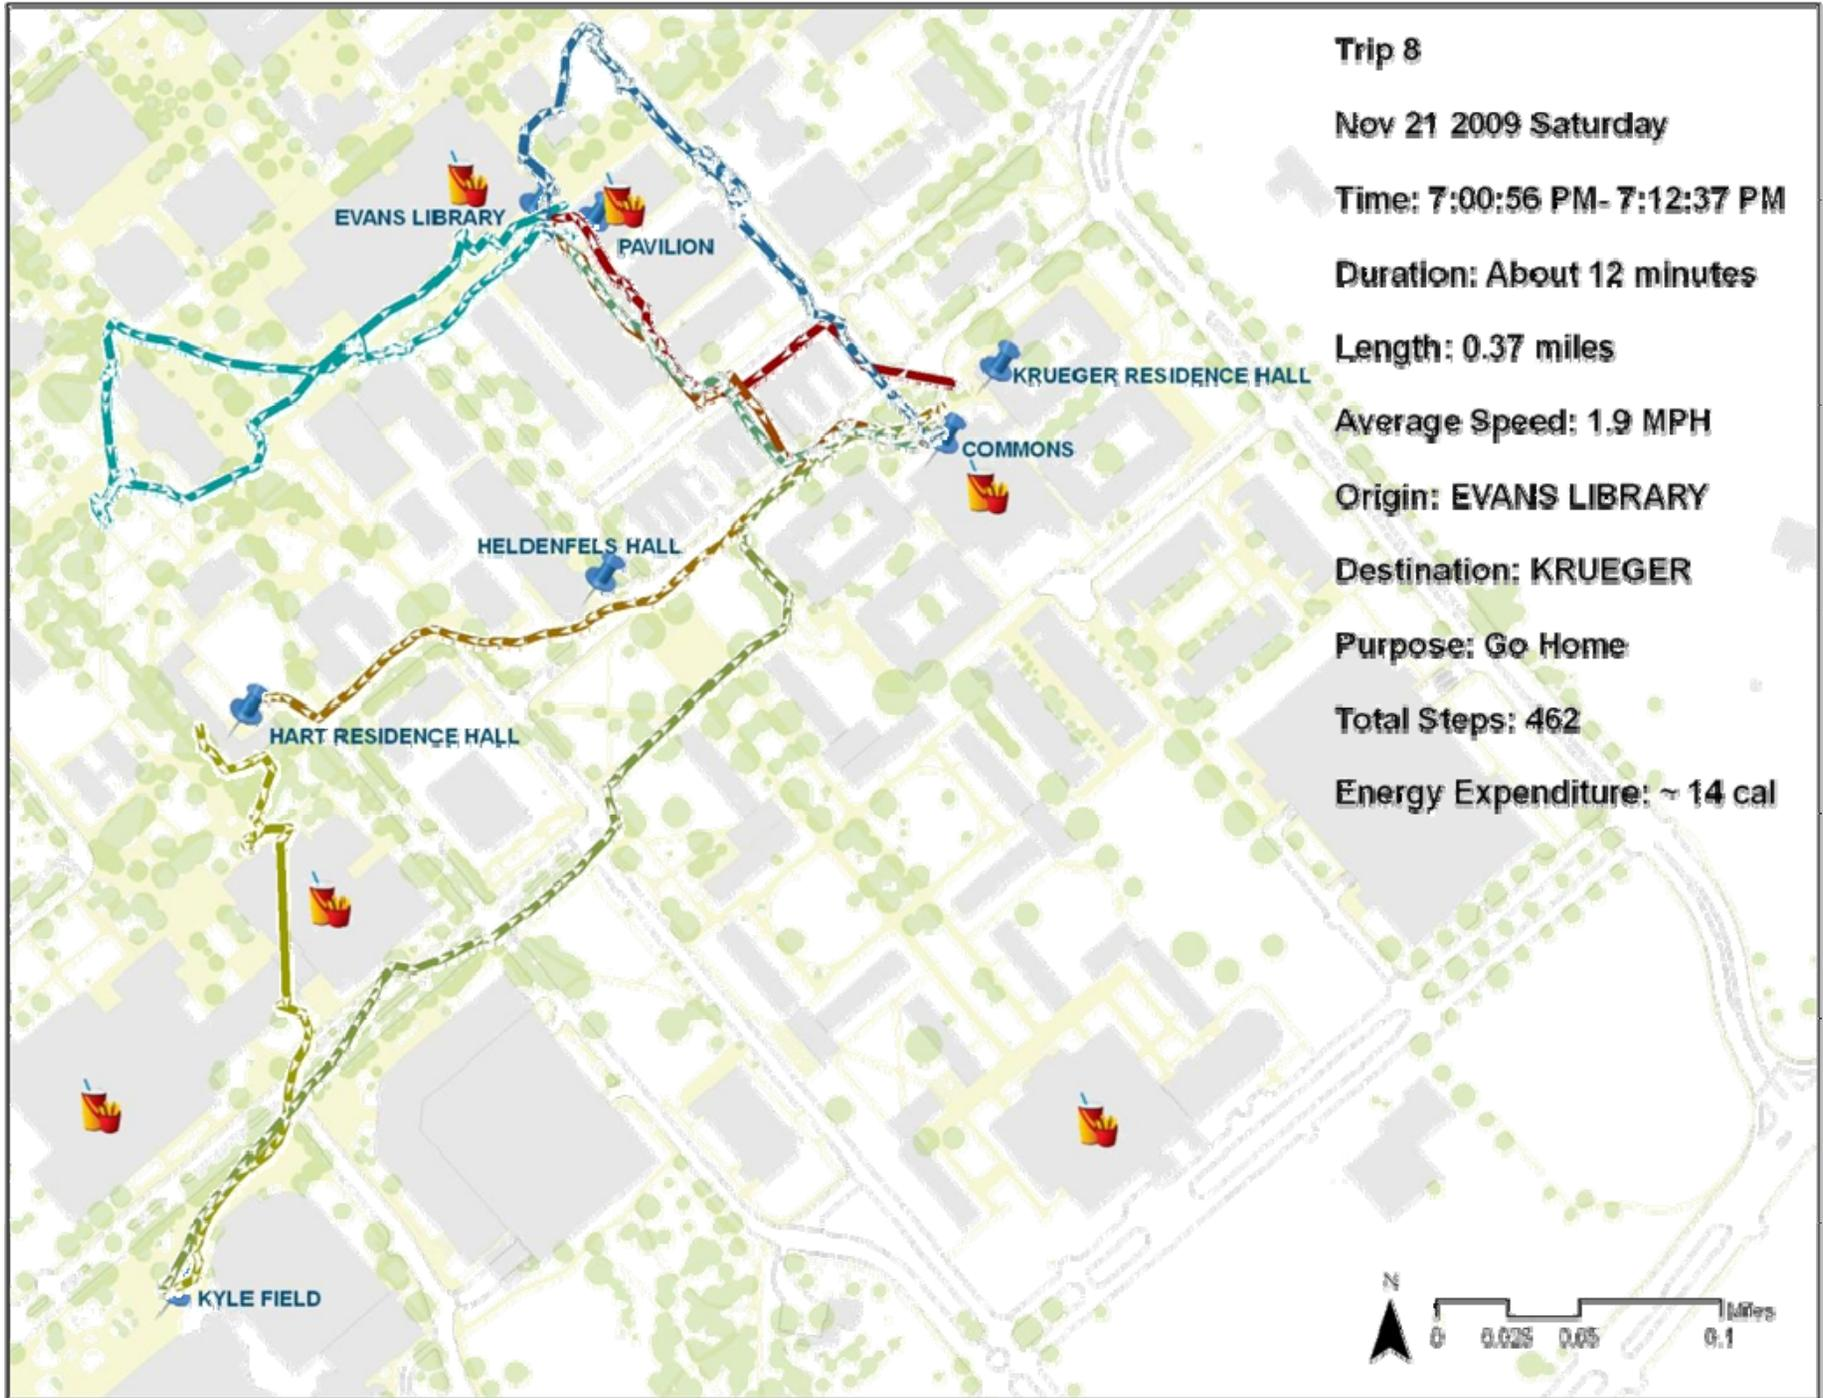 Trip 8
Nov 21 2009 Saturday
Time: 7:00:56 PM- 7:12:37 PM
Duration: About 12 minutes
Length: 0.37 miles
Average Speed: 1.9 MPH
Origin: EVANS LIBRARY
Destination: KRUEGER
Purpose: Go Home
Total Steps: 462
Energy Expenditure: ~ 14 cal
EVANS LIBRARY
PAVILION
KRUEGER RESIDENCE HALL
COMMONS
HELDENFELS HALL
HART RESIDENCE HALL
KYLE FIELD
N
Miles
0 0.025 0.05 0.1